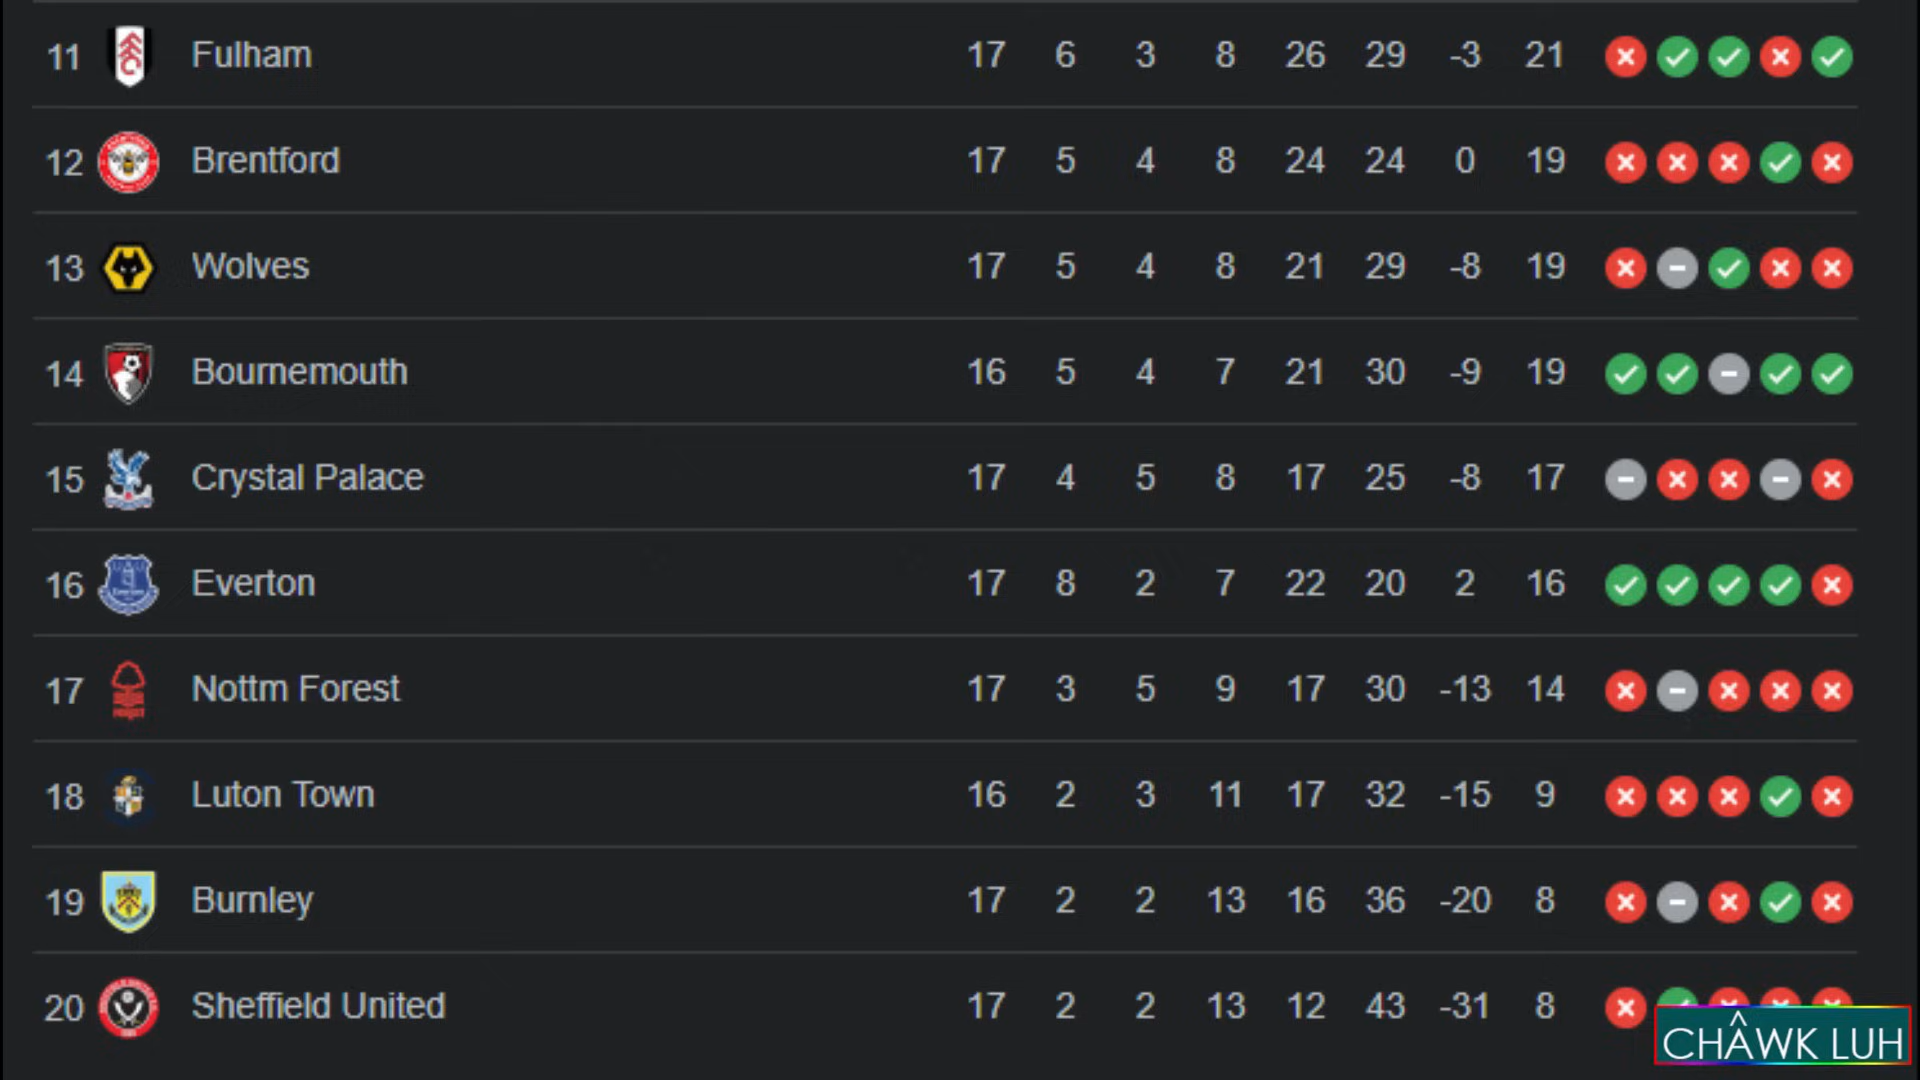 11 Fulham 17 6 3 8 26 29 -3 21
12 Brentford 17 5 4 8 24 24 0 19
13 Wolves 17 5 4 8 21 29 -8 19
14 Bournemouth 16 5 4 7 21 30 -9 19
15 Crystal Palace 17 4 5 8 17 25 -8 17
16 Everton 17 8 2 7 22 20 2 16
17 Nottm Forest 17 3 5 9 17 30 -13 14
18 Luton Town 16 2 3 11 17 32 -15 9
19 Burnley 17 2 2 13 16 36 -20 8
20 Sheffield United 17 2 2 13 12 43 -31 8
CHÂWK LUH